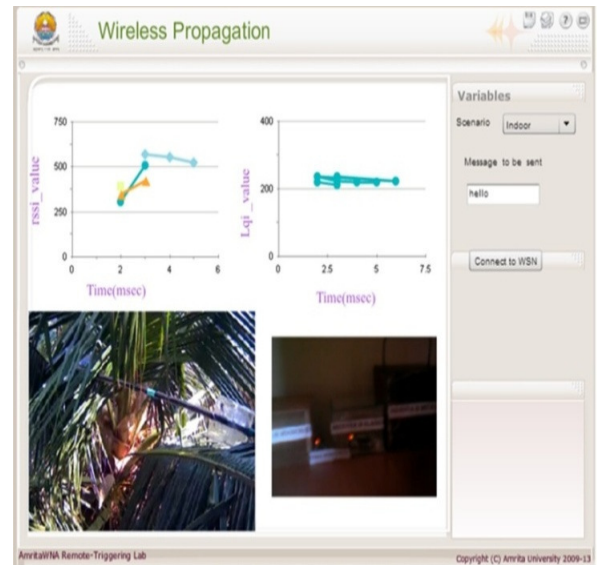 Wireless Propagation
Variables
Scenario Indoor
Message to be sent
hello
Connect to WSN
750
500
250
0
0 2 4 6
rssi_value
Time(msec)
400
200
0
0 2.5 5 7.5
Lqi _value
Time(msec)
AmritaWNA Remote-Triggering Lab
Copyright (C) Amrita University 2009-13